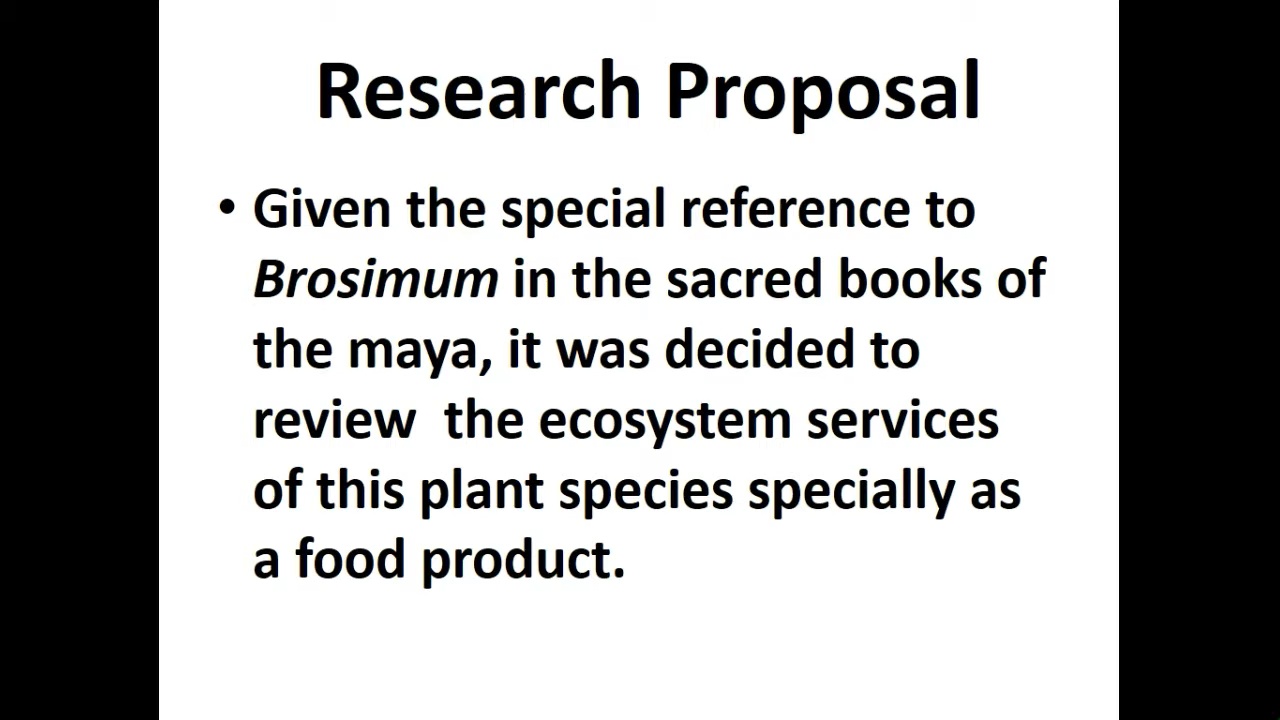 Research Proposal
• Given the special reference to
Brosimum in the sacred books of
the maya, it was decided to
review  the ecosystem services
of this plant species specially as
a food product.